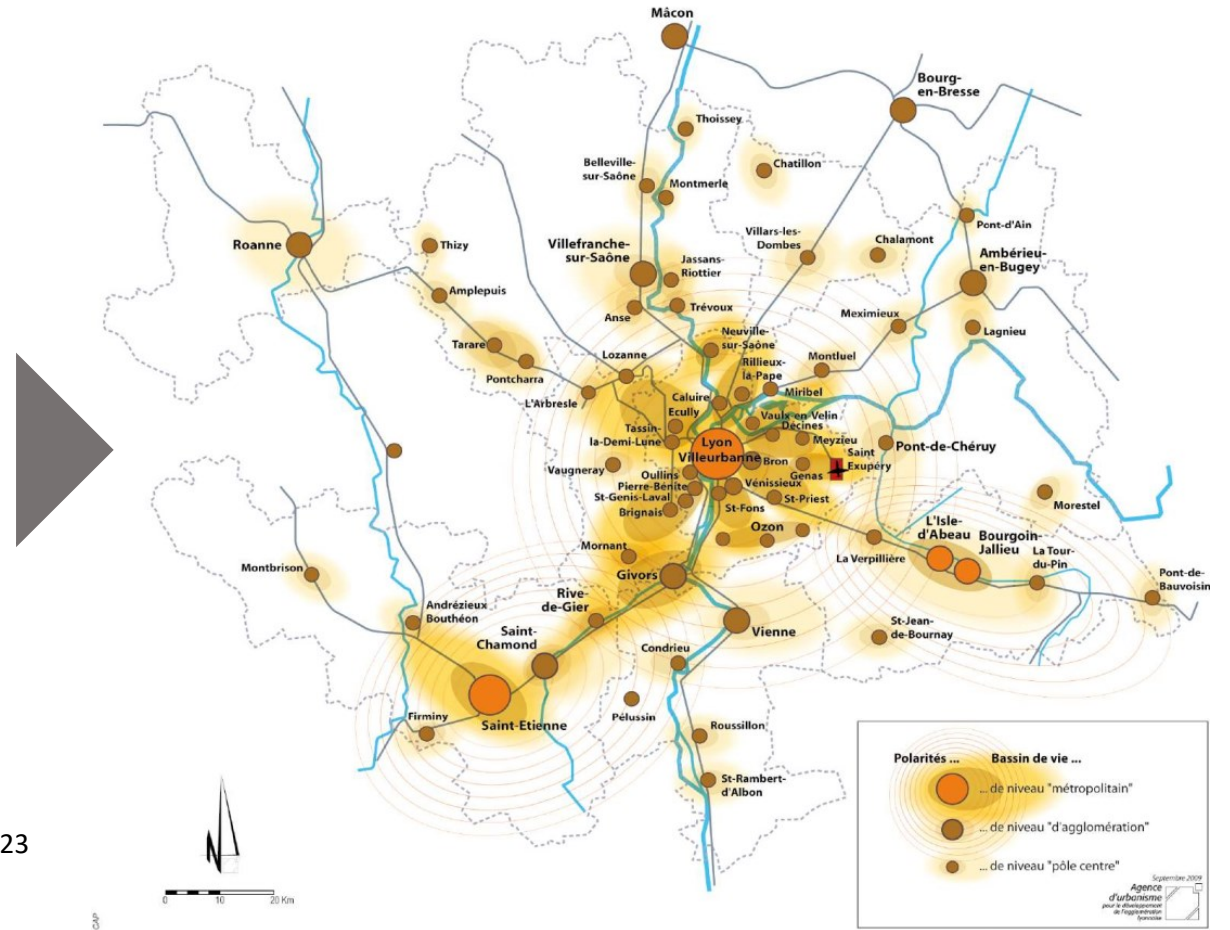 Mâcon
Bourg-
en-Bresse
Thoissey
Chatillon
Belleville-
sur-Saône
Montmerle
Pont-d'Ain
Roanne
Thizy
Villefranche-
sur-Saône
Villars-les-
Dombes
Chalamont
Ambérieu-
en-Bugey
Jassans-
Riottier
Amplepuis
Anse
Trévoux
Meximieux
Lagnieu
Tarare
Pontcharra
Lozanne
Neuville-
sur-Saône
Rillieux-
la-Pape
Montluel
L'Arbresle
Caluire
Miribel
Ecully
Vaulx-en-Velin
Décines
Tassin-
la-Demi-Lune
Lyon
Villeurbanne
Meyzieu
Pont-de-Chéruy
Vaugneray
Bron
Saint
Exupéry
Genas
Oullins
Pierre-Bénite
Vénissieux
St-Genis-Laval
St-Priest
Brignais
St-Fons
Morestel
Ozon
Mornant
L'Isle-
d'Abeau
Bourgoin-
Jallieu
La Verpillière
La Tour-
du-Pin
Montbrison
Givors
Pont-de-
Bauvoisin
Rive-
de-Gier
Andrézieux
Bouthéon
Saint-
Chamond
Vienne
St-Jean-
de-Bournay
Condrieu
Saint-Etienne
Firminy
Pélussin
Roussillon
St-Rambert-
d'Albon
Polarités ... Bassin de vie ...
... de niveau "métropolitain"
... de niveau "d'agglomération"
... de niveau "pôle centre"
Septembre 2009
Agence
d'urbanisme
pour le développement
de l'agglomération
lyonnaise
23
N
0 10 20 Km
CAP